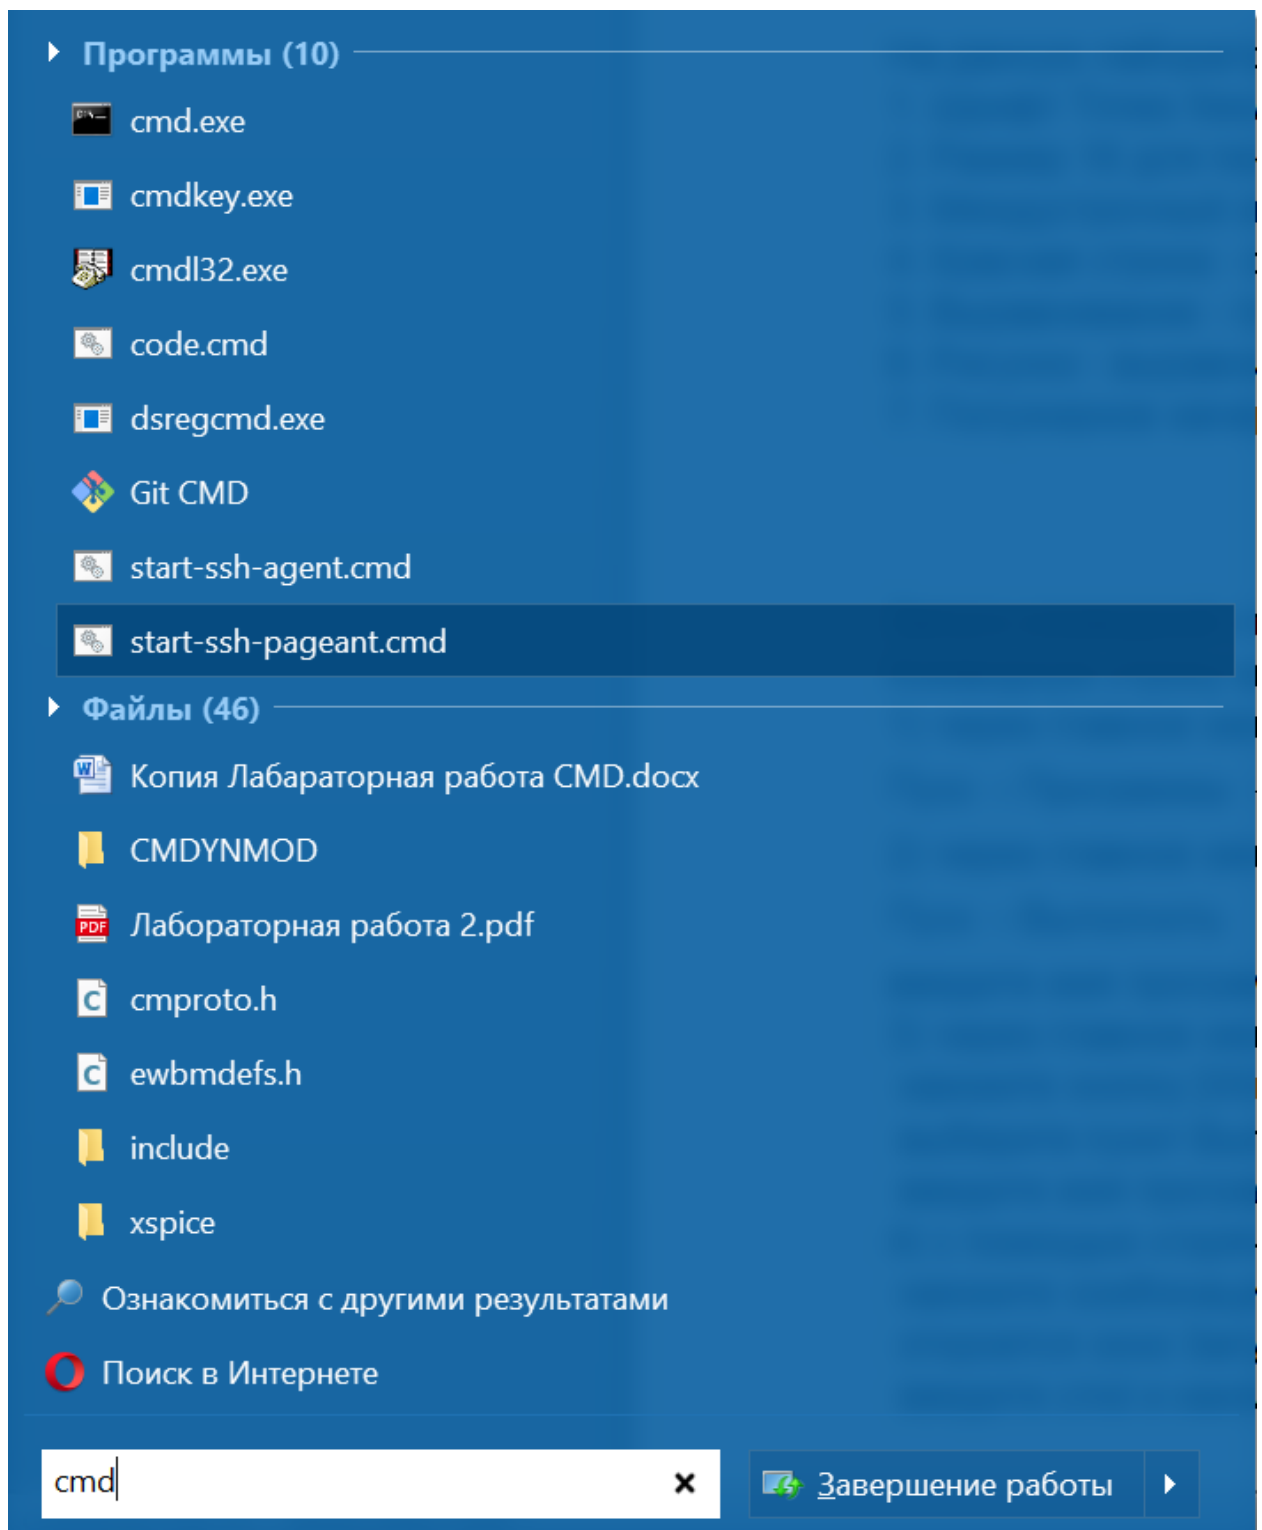 Программы (10)
cmd.exe
cmdkey.exe
cmdl32.exe
code.cmd
dsregcmd.exe
Git CMD
start-ssh-agent.cmd
start-ssh-pageant.cmd
Файлы (46)
Копия Лабараторная работа CMD.docx
CMDYNMOD
Лабораторная работа 2.pdf
cmproto.h
ewbmdefs.h
include
xspice
Ознакомиться с другими результатами
Поиск в Интернете
cmd
Завершение работы